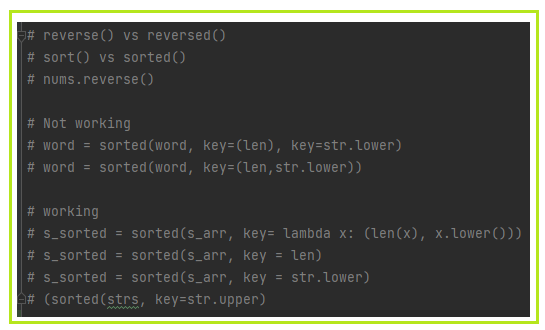 # reverse() vs reversed()
# sort() vs sorted()
# nums.reverse()
# Not working
# word = sorted(word, key=(len), key=str.lower)
# word = sorted(word, key=(len,str.lower))
# working
# s_sorted = sorted(s_arr, key= lambda x: (len(x), x.lower()))
# s_sorted = sorted(s_arr, key = len)
# s_sorted = sorted(s_arr, key = str.lower)
# (sorted(strs, key=str.upper)